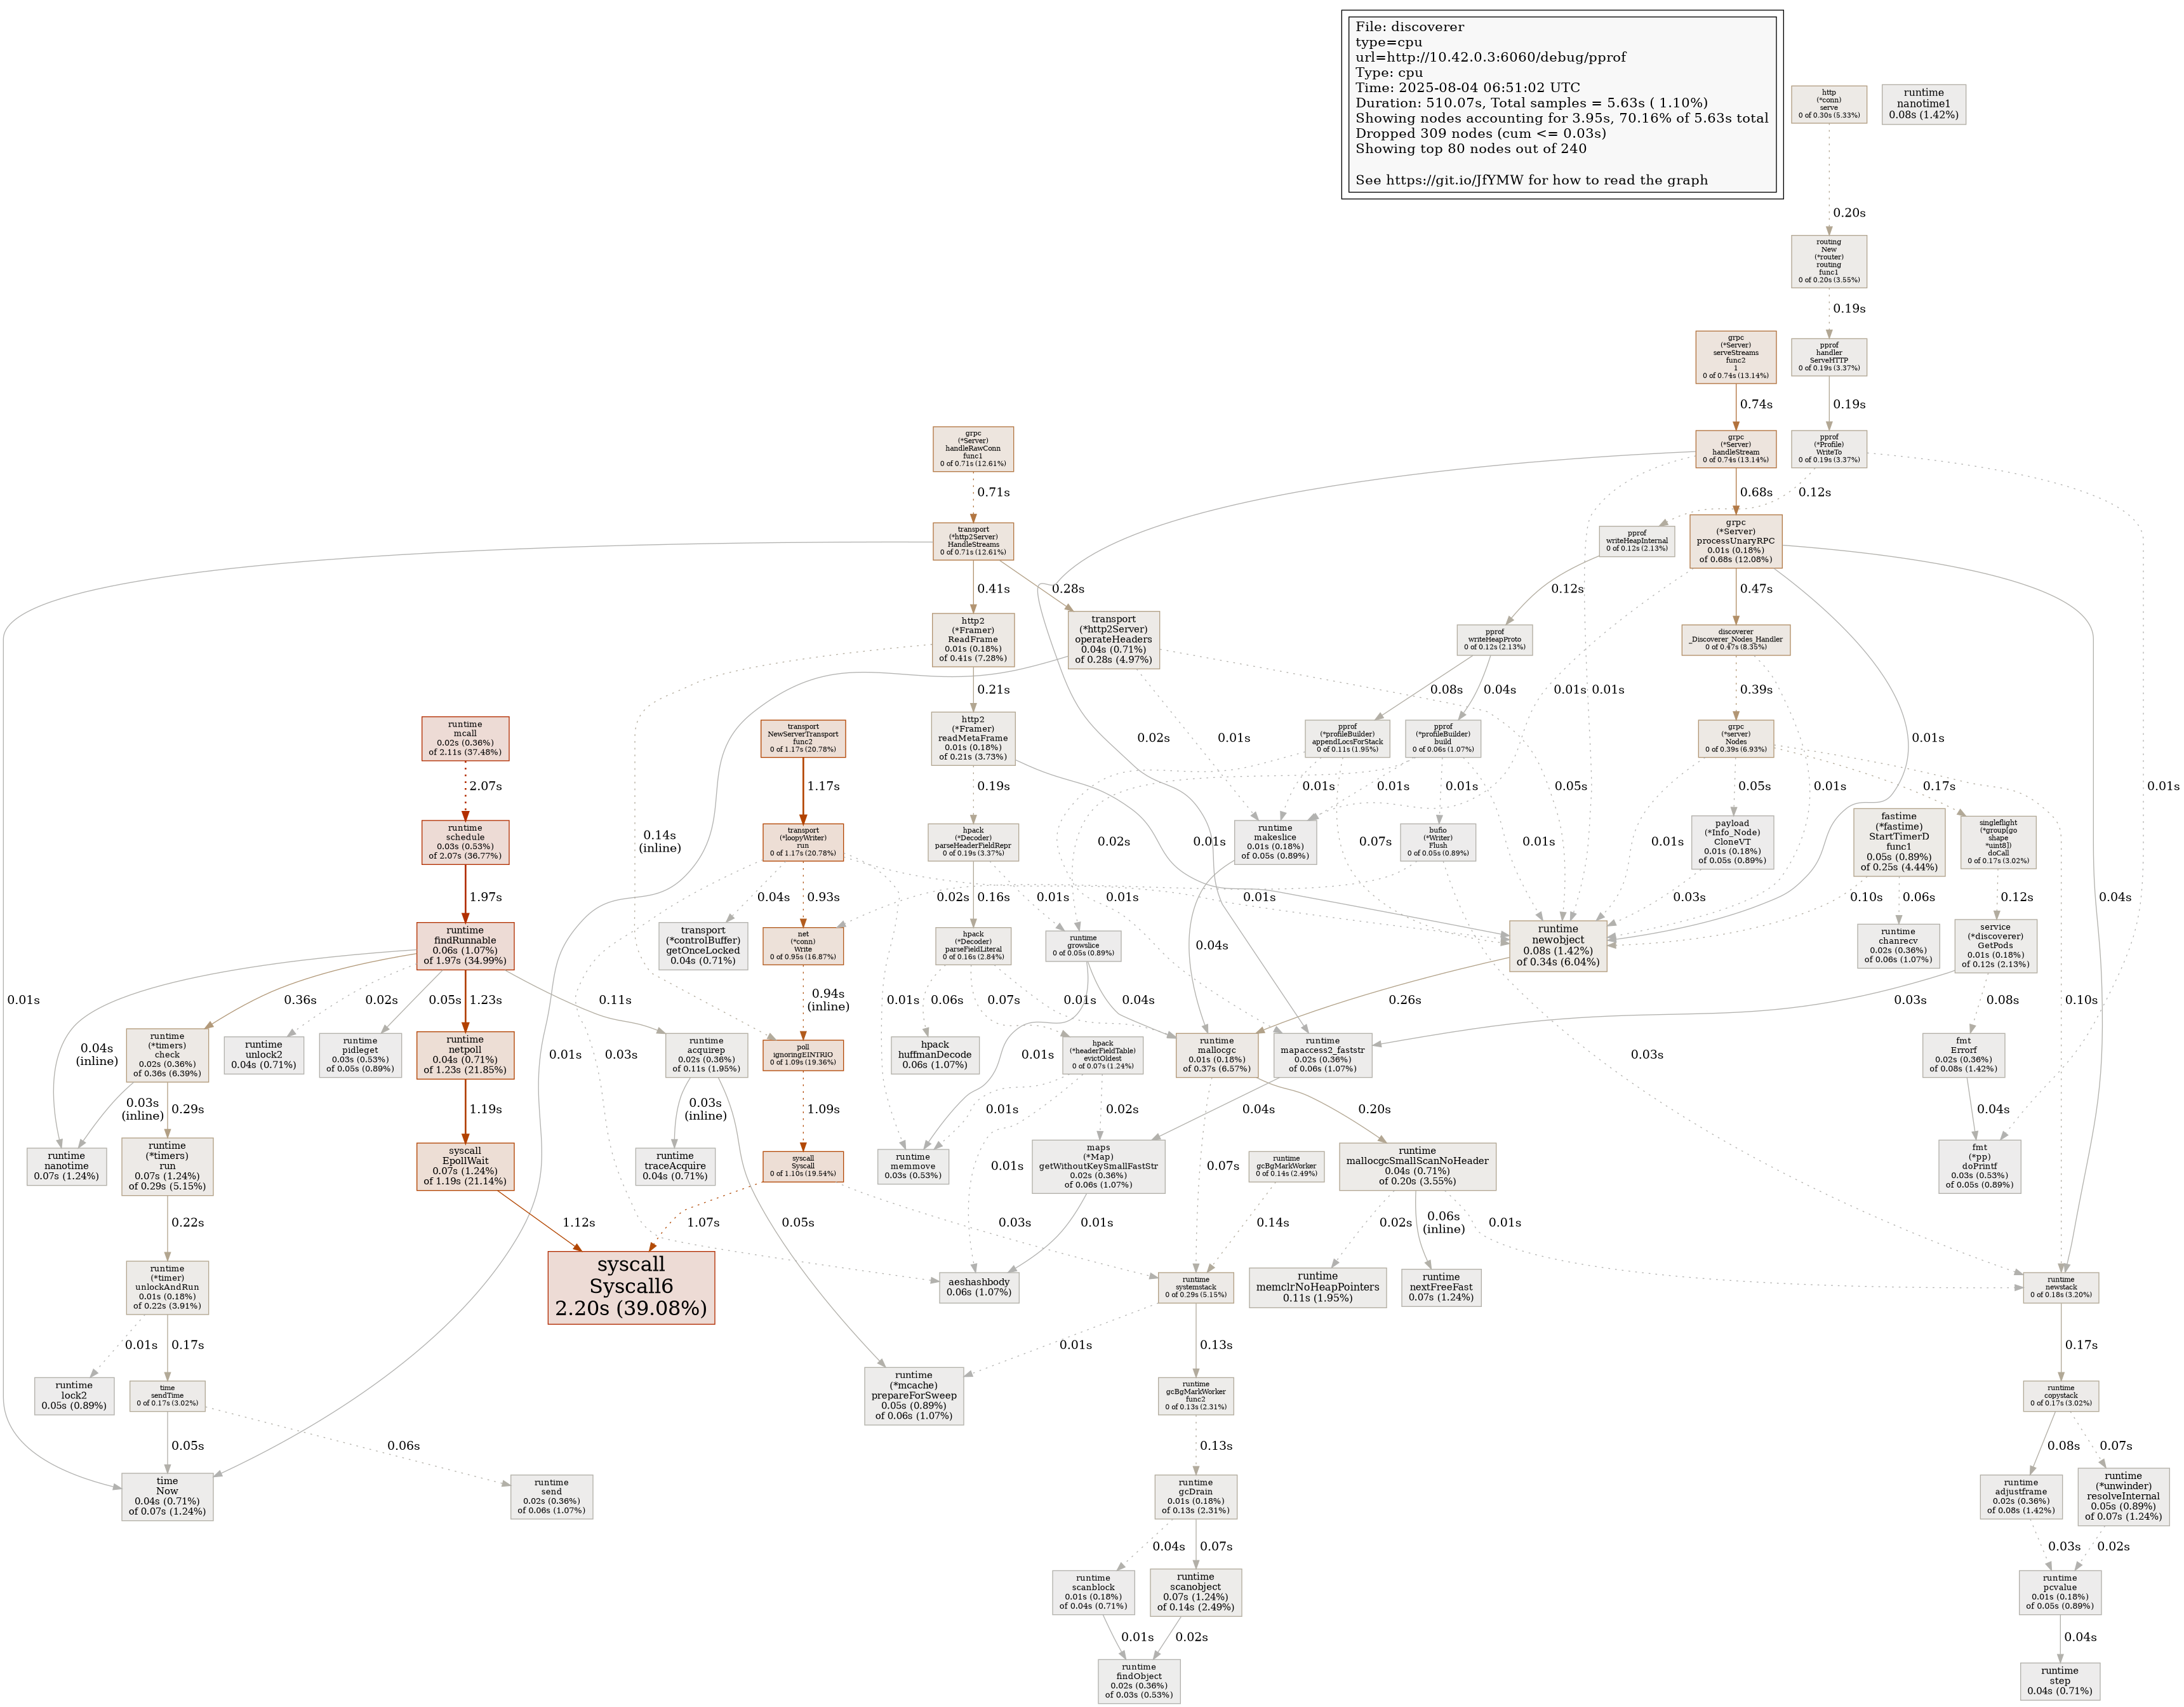 File: discoverer
type=cpu
url=http://10.42.0.3:6060/debug/pprof
Type: cpu
Time: 2025-08-04 06:51:02 UTC
Duration: 510.07s, Total samples = 5.63s ( 1.10%)
Showing nodes accounting for 3.95s, 70.16% of 5.63s total
Dropped 309 nodes (cum <= 0.03s)
Showing top 80 nodes out of 240
See https://git.io/JfYMW for how to read the graph
http
(*conn)
serve
0 of 0.30s (5.33%)
runtime
nanotime1
0.08s (1.42%)
0.20s
routing
New
(*router)
routing
func1
0 of 0.20s (3.55%)
0.19s
grpc
(*Server)
serveStreams
func2
1
0 of 0.74s (13.14%)
pprof
handler
ServeHTTP
0 of 0.19s (3.37%)
0.74s
0.19s
grpc
(*Server)
handleRawConn
func1
0 of 0.71s (12.61%)
grpc
(*Server)
handleStream
0 of 0.74s (13.14%)
pprof
(*Profile)
WriteTo
0 of 0.19s (3.37%)
0.71s
0.68s
0.12s
transport
(*http2Server)
HandleStreams
0 of 0.71s (12.61%)
pprof
writeHeapInternal
0 of 0.12s (2.13%)
grpc
(*Server)
processUnaryRPC
0.01s (0.18%)
of 0.68s (12.08%)
0.41s
0.28s
0.12s
0.47s
http2
(*Framer)
ReadFrame
0.01s (0.18%)
of 0.41s (7.28%)
transport
(*http2Server)
operateHeaders
0.04s (0.71%)
of 0.28s (4.97%)
pprof
writeHeapProto
0 of 0.12s (2.13%)
discoverer
_Discoverer_Nodes_Handler
0 of 0.47s (8.35%)
0.21s
0.08s
0.04s
0.01s
0.01s
0.39s
runtime
mcall
0.02s (0.36%)
of 2.11s (37.48%)
transport
NewServerTransport
func2
0 of 1.17s (20.78%)
http2
(*Framer)
readMetaFrame
0.01s (0.18%)
of 0.21s (3.73%)
0.01s
0.02s
pprof
(*profileBuilder)
appendLocsForStack
0 of 0.11s (1.95%)
pprof
(*profileBuilder)
build
0 of 0.06s (1.07%)
grpc
(*server)
Nodes
0 of 0.39s (6.93%)
0.01s
2.07s
1.17s
0.19s
0.01s
0.01s
0.01s
0.05s
0.05s
0.17s
0.01s
0.01s
runtime
schedule
0.03s (0.53%)
of 2.07s (36.77%)
0.14s
(inline)
transport
(*loopyWriter)
run
0 of 1.17s (20.78%)
hpack
(*Decoder)
parseHeaderFieldRepr
0 of 0.19s (3.37%)
0.02s
0.01s
runtime
makeslice
0.01s (0.18%)
of 0.05s (0.89%)
0.07s
bufio
(*Writer)
Flush
0 of 0.05s (0.89%)
0.01s
0.01s
payload
(*Info_Node)
CloneVT
0.01s (0.18%)
of 0.05s (0.89%)
fastime
(*fastime)
StartTimerD
func1
0.05s (0.89%)
of 0.25s (4.44%)
singleflight
(*group[go
shape
*uint8])
doCall
0 of 0.17s (3.02%)
1.97s
0.04s
0.93s
0.02s
0.16s
0.01s
0.01s
0.01s
0.03s
0.10s
0.06s
0.12s
0.04s
runtime
findRunnable
0.06s (1.07%)
of 1.97s (34.99%)
transport
(*controlBuffer)
getOnceLocked
0.04s (0.71%)
net
(*conn)
Write
0 of 0.95s (16.87%)
hpack
(*Decoder)
parseFieldLiteral
0 of 0.16s (2.84%)
runtime
growslice
0 of 0.05s (0.89%)
0.04s
runtime
newobject
0.08s (1.42%)
of 0.34s (6.04%)
runtime
chanrecv
0.02s (0.36%)
of 0.06s (1.07%)
service
(*discoverer)
GetPods
0.01s (0.18%)
of 0.12s (2.13%)
0.01s
0.36s
0.02s
0.05s
1.23s
0.11s
0.94s
(inline)
0.01s
0.06s
0.07s
0.01s
0.04s
0.26s
0.03s
0.08s
0.10s
0.04s
(inline)
runtime
(*timers)
check
0.02s (0.36%)
of 0.36s (6.39%)
runtime
unlock2
0.04s (0.71%)
runtime
pidleget
0.03s (0.53%)
of 0.05s (0.89%)
runtime
netpoll
0.04s (0.71%)
of 1.23s (21.85%)
0.01s
0.03s
runtime
acquirep
0.02s (0.36%)
of 0.11s (1.95%)
poll
ignoringEINTRIO
0 of 1.09s (19.36%)
hpack
huffmanDecode
0.06s (1.07%)
0.01s
hpack
(*headerFieldTable)
evictOldest
0 of 0.07s (1.24%)
runtime
mallocgc
0.01s (0.18%)
of 0.37s (6.57%)
runtime
mapaccess2_faststr
0.02s (0.36%)
of 0.06s (1.07%)
0.03s
fmt
Errorf
0.02s (0.36%)
of 0.08s (1.42%)
0.03s
(inline)
0.29s
1.19s
0.03s
(inline)
1.09s
0.01s
0.02s
0.04s
0.20s
0.04s
runtime
nanotime
0.07s (1.24%)
runtime
(*timers)
run
0.07s (1.24%)
of 0.29s (5.15%)
syscall
EpollWait
0.07s (1.24%)
of 1.19s (21.14%)
runtime
traceAcquire
0.04s (0.71%)
syscall
Syscall
0 of 1.10s (19.54%)
runtime
memmove
0.03s (0.53%)
0.01s
maps
(*Map)
getWithoutKeySmallFastStr
0.02s (0.36%)
of 0.06s (1.07%)
0.07s
runtime
gcBgMarkWorker
0 of 0.14s (2.49%)
runtime
mallocgcSmallScanNoHeader
0.04s (0.71%)
of 0.20s (3.55%)
fmt
(*pp)
doPrintf
0.03s (0.53%)
of 0.05s (0.89%)
0.22s
1.12s
1.07s
0.05s
0.03s
0.01s
0.14s
0.02s
0.06s
(inline)
0.01s
runtime
(*timer)
unlockAndRun
0.01s (0.18%)
of 0.22s (3.91%)
syscall
Syscall6
2.20s (39.08%)
aeshashbody
0.06s (1.07%)
runtime
systemstack
0 of 0.29s (5.15%)
runtime
memclrNoHeapPointers
0.11s (1.95%)
runtime
nextFreeFast
0.07s (1.24%)
runtime
newstack
0 of 0.18s (3.20%)
0.01s
0.17s
0.01s
0.13s
0.17s
runtime
lock2
0.05s (0.89%)
time
sendTime
0 of 0.17s (3.02%)
runtime
(*mcache)
prepareForSweep
0.05s (0.89%)
of 0.06s (1.07%)
runtime
gcBgMarkWorker
func2
0 of 0.13s (2.31%)
runtime
copystack
0 of 0.17s (3.02%)
0.05s
0.06s
0.13s
0.08s
0.07s
time
Now
0.04s (0.71%)
of 0.07s (1.24%)
runtime
send
0.02s (0.36%)
of 0.06s (1.07%)
runtime
gcDrain
0.01s (0.18%)
of 0.13s (2.31%)
runtime
adjustframe
0.02s (0.36%)
of 0.08s (1.42%)
runtime
(*unwinder)
resolveInternal
0.05s (0.89%)
of 0.07s (1.24%)
0.04s
0.07s
0.03s
0.02s
runtime
scanblock
0.01s (0.18%)
of 0.04s (0.71%)
runtime
scanobject
0.07s (1.24%)
of 0.14s (2.49%)
runtime
pcvalue
0.01s (0.18%)
of 0.05s (0.89%)
0.01s
0.02s
0.04s
runtime
findObject
0.02s (0.36%)
of 0.03s (0.53%)
runtime
step
0.04s (0.71%)